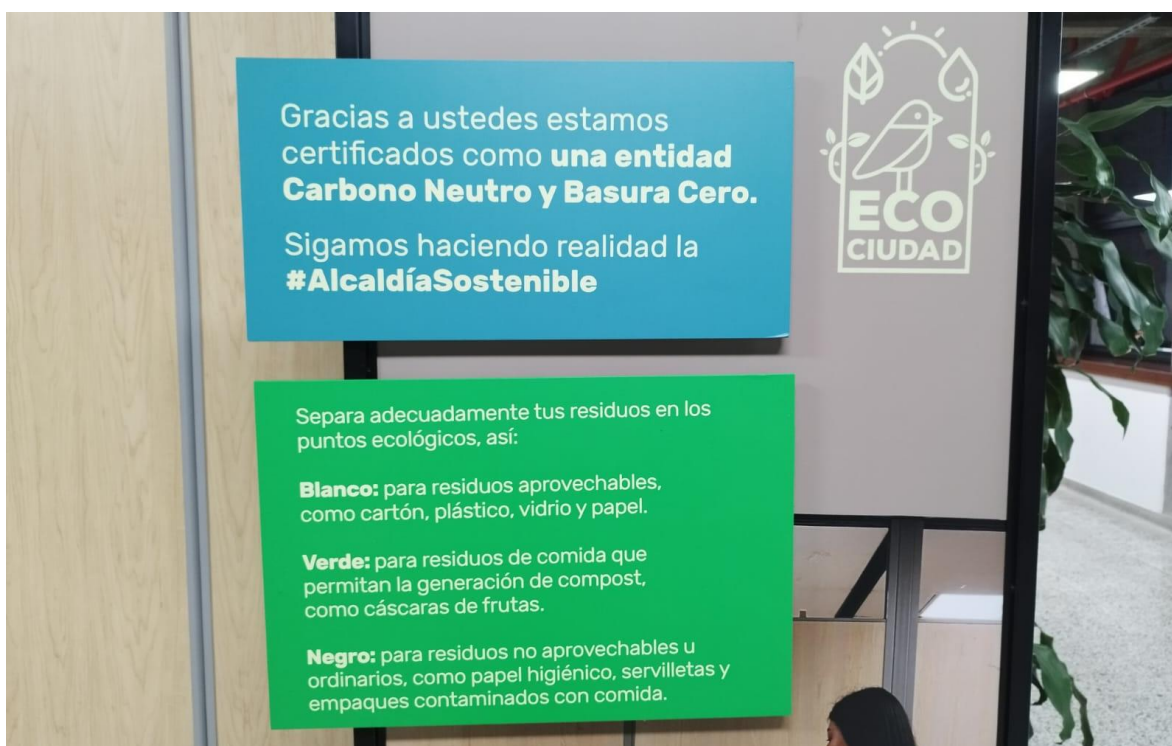 Gracias a ustedes estamos
certificados como una entidad
Carbono Neutro y Basura Cero.
Sigamos haciendo realidad la
#AlcaldíaSostenible
ECO
CIUDAD
Separa adecuadamente tus residuos en los
puntos ecológicos, así:
Blanco: para residuos aprovechables,
como cartón, plástico, vidrio y papel.
Verde: para residuos de comida que
permitan la generación de compost,
como cáscaras de frutas.
Negro: para residuos no aprovechables u
ordinarios, como papel higiénico, servilletas y
empaques contaminados con comida.